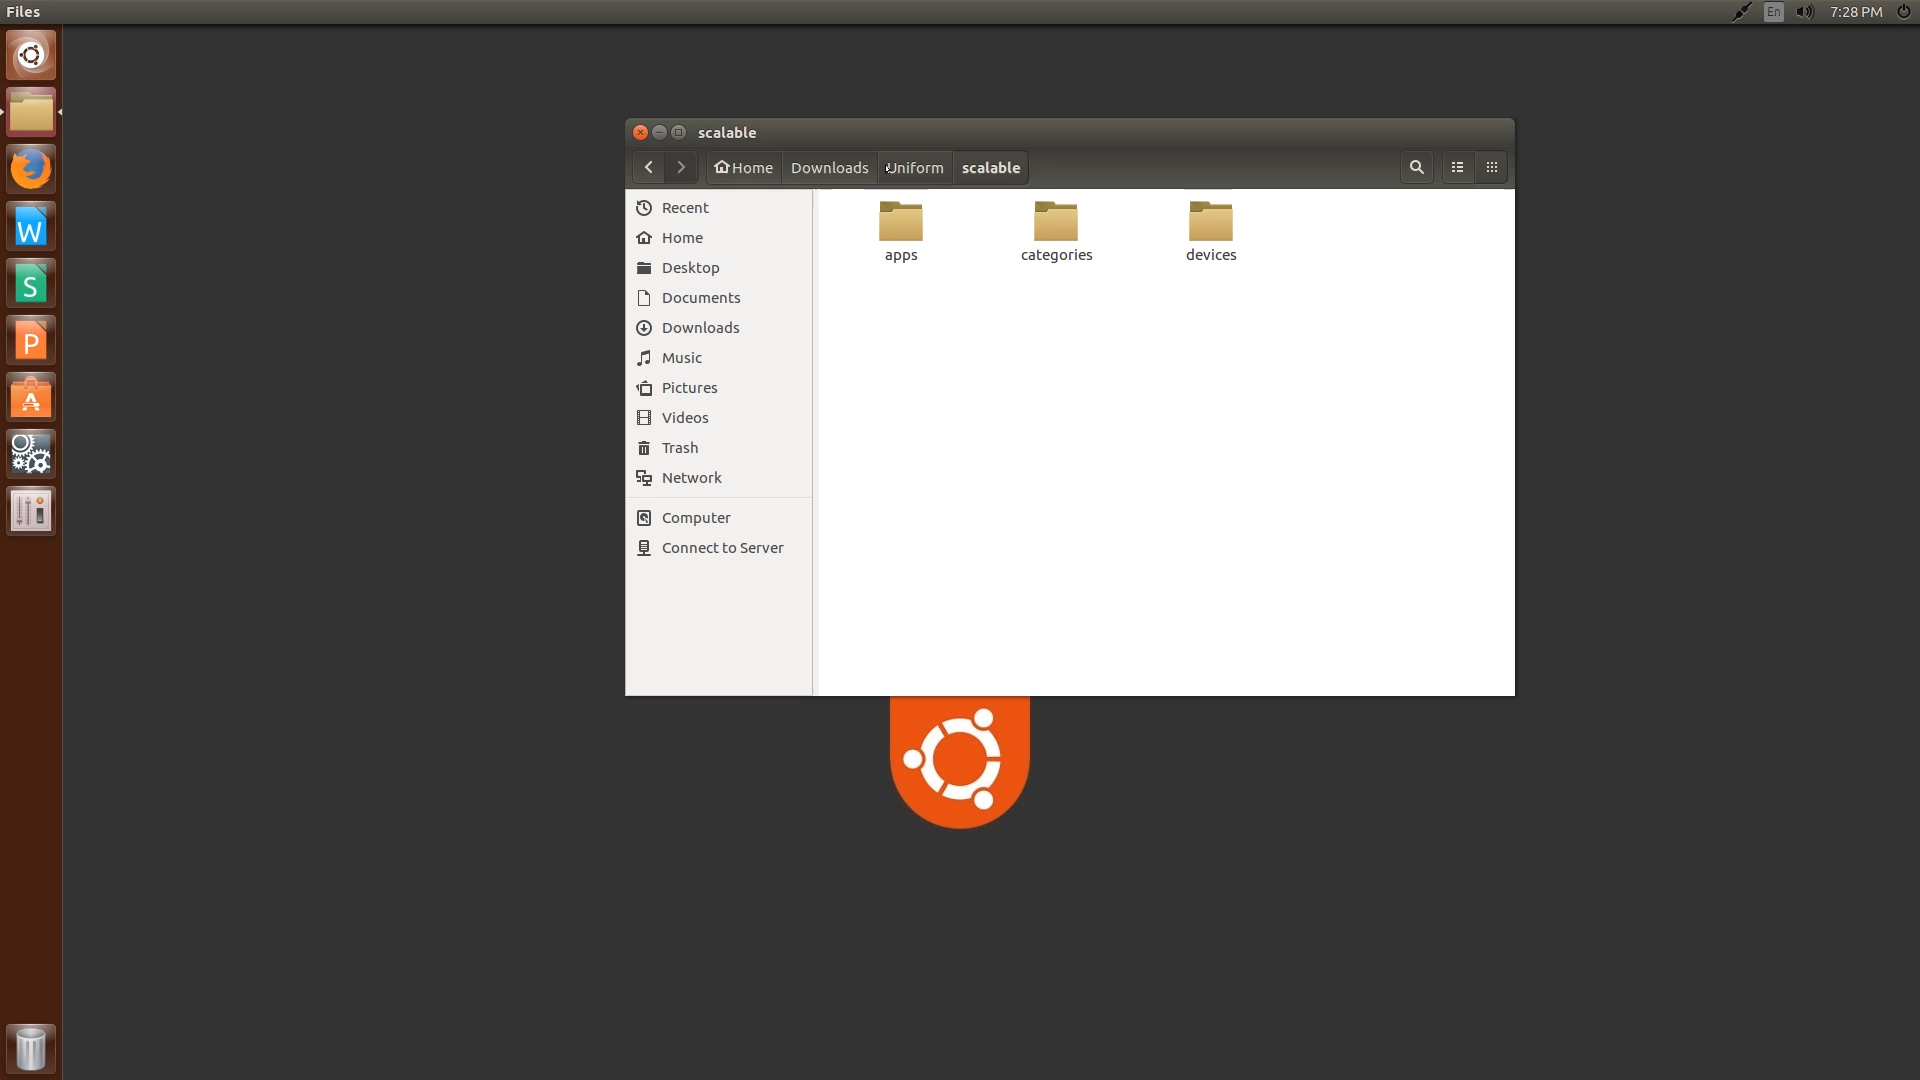 Files
En
7:28 PM
scalable
Home Downloads Uniform scalable
Recent
Home
Desktop
Documents
Downloads
Music
Pictures
Videos
Trash
Network
Computer
Connect to Server
apps
categories
devices
W
S
P
A